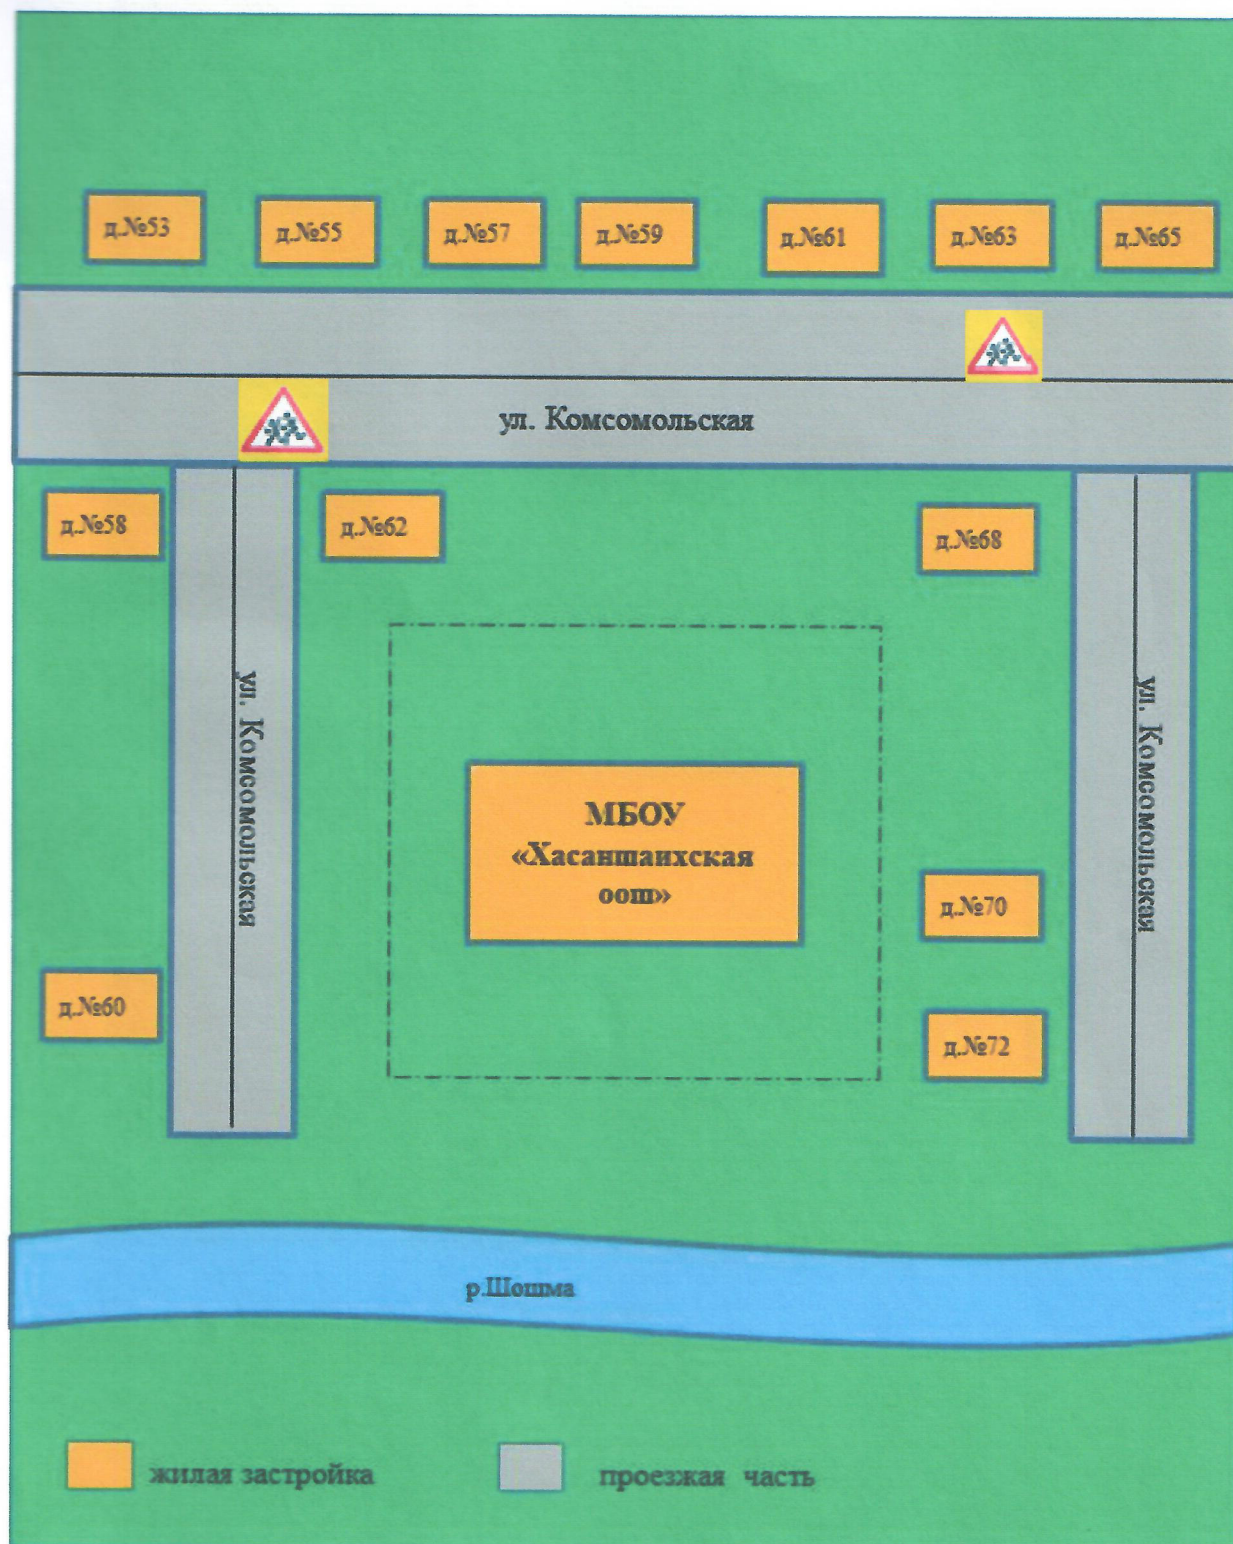 д.№53
д.№55
д.№57
д.№59
д.№61
д.№63
д.№65
ул. Комсомольская
д.№58
д.№62
д.№68
ул. Комсомольская
ул. Комсомольская
МБОУ
«Хасаншаихская
оош»
д.№70
д.№60
д.№72
р.Шошма
жилая застройка
проезжая часть